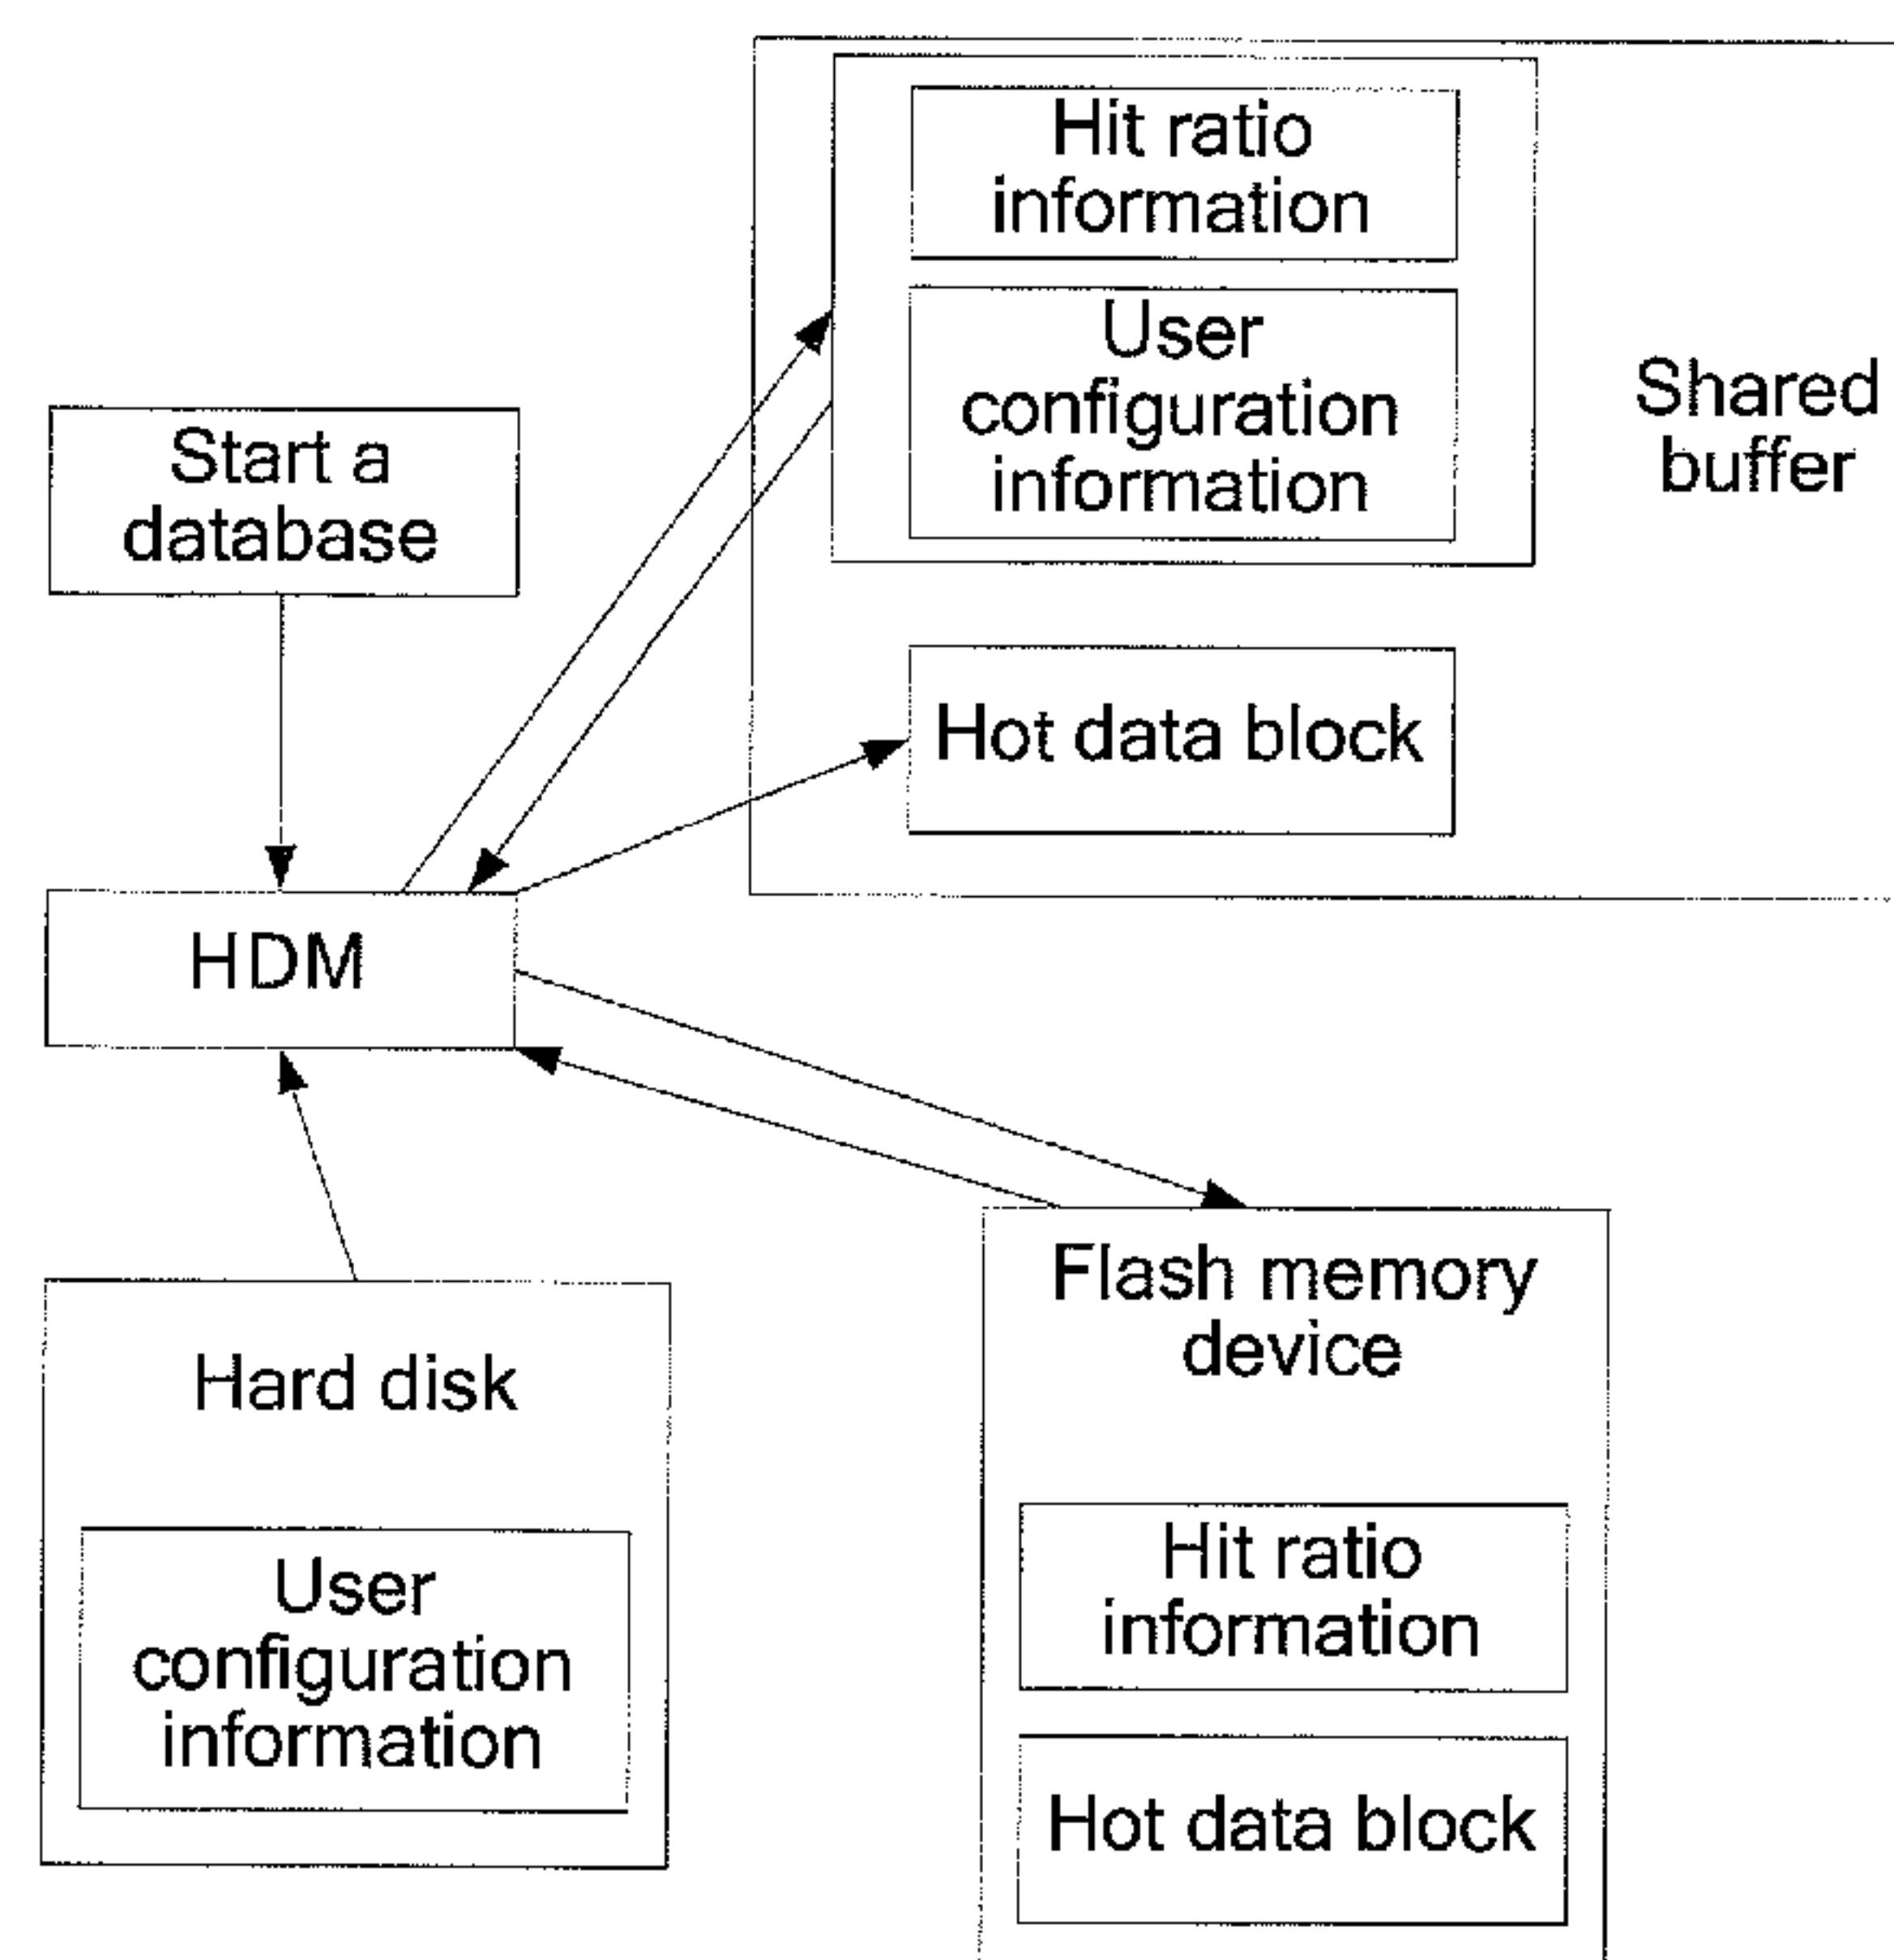 Hit ratio
information
User
configuration
information
Shared
buffer
Start a
database
Hot data block
HDM
Flash memory
device
Hard disk
Hit ratio
information
User
configuration
information
Hot data block